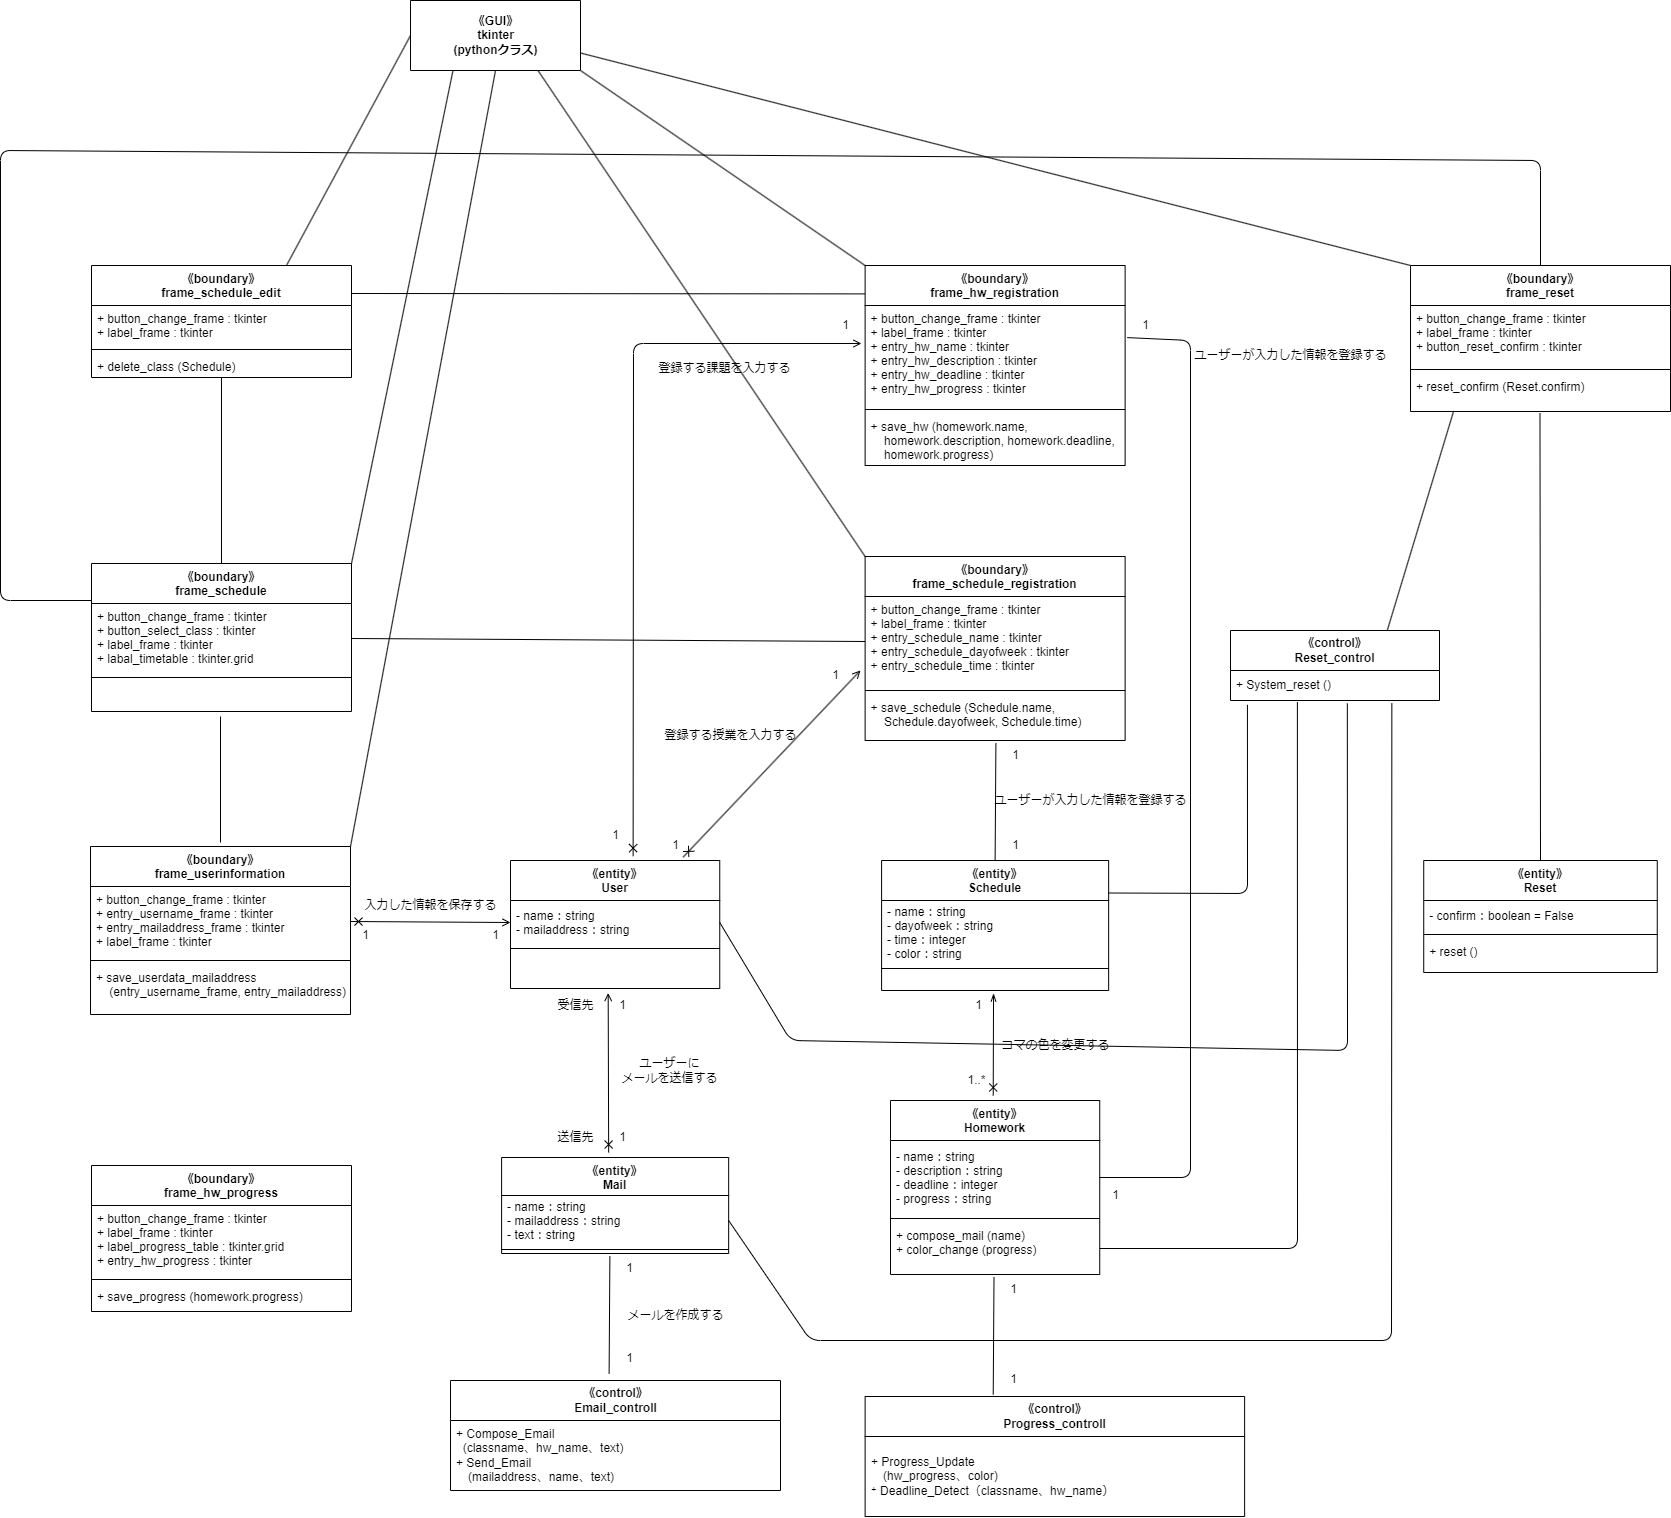 《GUI》
tkinter
(pythonクラス)
《boundary》
frame_schedule_edit
+ button_change_frame : tkinter
+ label_frame : tkinter
+ delete_class (Schedule)
《boundary》
frame_hw_registration
+ button_change_frame : tkinter
+ label_frame : tkinter
+ entry_hw_name : tkinter
+ entry_hw_description : tkinter
+ entry_hw_deadline : tkinter
+ entry_hw_progress : tkinter
+ save_hw (homework.name,
homework.description, homework.deadline,
homework.progress)
《boundary》
frame_reset
+ button_change_frame : tkinter
+ label_frame : tkinter
+ button_reset_confirm : tkinter
+ reset_confirm (Reset.confirm)
1
登録する課題を入力する
1
ユーザーが入力した情報を登録する
《boundary》
frame_schedule
+ button_change_frame : tkinter
+ button_select_class : tkinter
+ label_frame : tkinter
+ labal_timetable : tkinter.grid
《boundary》
frame_schedule_registration
+ button_change_frame : tkinter
+ label_frame : tkinter
+ entry_schedule_name : tkinter
+ entry_schedule_dayofweek : tkinter
+ entry_schedule_time : tkinter
+ save_schedule (Schedule.name,
Schedule.dayofweek, Schedule.time)
《control》
Reset_control
+ System_reset ()
1
登録する授業を入力する
1
ユーザーが入力した情報を登録する
1
1
1
《boundary》
frame_userinformation
+ button_change_frame : tkinter
+ entry_username_frame : tkinter
+ entry_mailaddress_frame : tkinter
+ label_frame : tkinter
+ save_userdata_mailaddress
(entry_username_frame, entry_mailaddress)
入力した情報を保存する
1
1
《entity》
User
- name：string
- mailaddress：string
《entity》
Schedule
- name：string
- dayofweek：string
- time：integer
- color：string
《entity》
Reset
- confirm：boolean = False
+ reset ()
受信先
1
ユーザーに
メールを送信する
送信先
1
1
コマの色を変更する
1..*
《entity》
Homework
- name：string
- description：string
- deadline：integer
- progress：string
+ compose_mail (name)
+ color_change (progress)
1
《boundary》
frame_hw_progress
+ button_change_frame : tkinter
+ label_frame : tkinter
+ label_progress_table : tkinter.grid
+ entry_hw_progress : tkinter
+ save_progress (homework.progress)
《entity》
Mail
- name：string
- mailaddress：string
- text：string
1
メールを作成する
1
1
1
《control》
Email_controll
+ Compose_Email
(classname、hw_name、text)
+ Send_Email
(mailaddress、name、text)
《control》
Progress_controll
+ Progress_Update
(hw_progress、color)
+ Deadline_Detect（classname、hw_name）